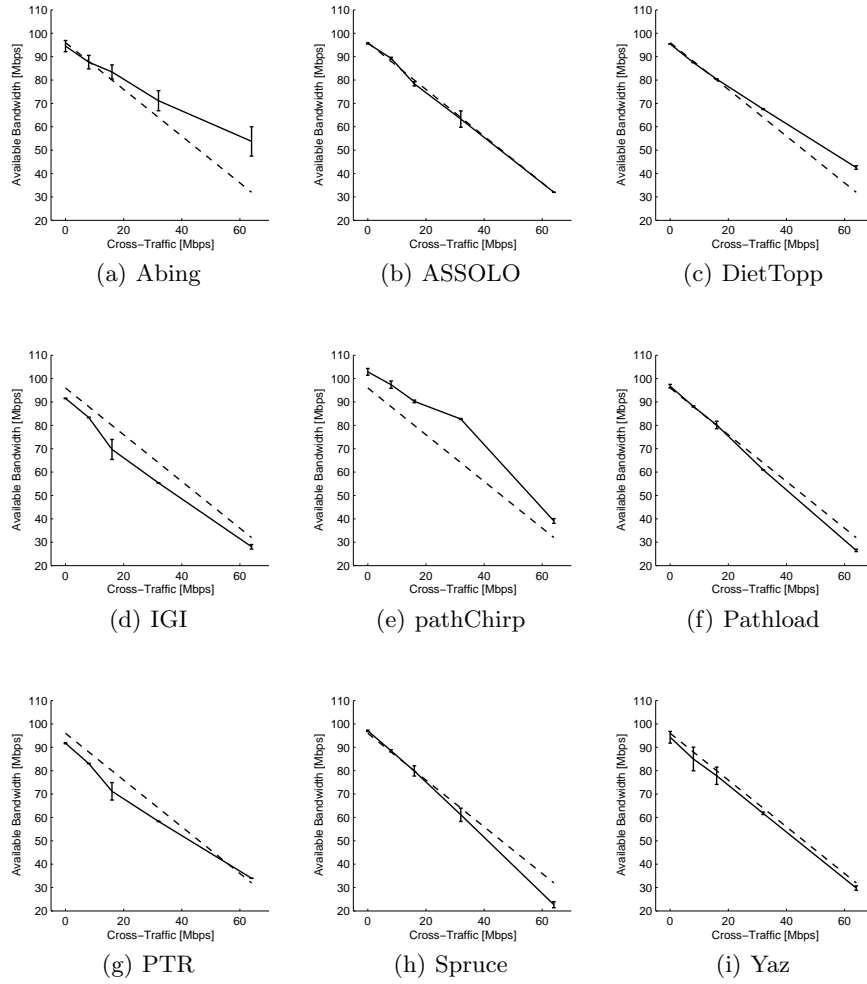 110
100
90
80
70
60
50
40
30
20
Available Bandwidth [Mbps]
0 20 40 60
Cross−Traffic [Mbps]
(a) Abing
110
100
90
80
70
60
50
40
30
20
Available Bandwidth [Mbps]
0 20 40 60
Cross−Traffic [Mbps]
(b) ASSOLO
110
100
90
80
70
60
50
40
30
20
Available Bandwidth [Mbps]
0 20 40 60
Cross−Traffic [Mbps]
(c) DietTopp
110
100
90
80
70
60
50
40
30
20
Available Bandwidth [Mbps]
0 20 40 60
Cross−Traffic [Mbps]
(d) IGI
110
100
90
80
70
60
50
40
30
20
Available Bandwidth [Mbps]
0 20 40 60
Cross−Traffic [Mbps]
(e) pathChirp
110
100
90
80
70
60
50
40
30
20
Available Bandwidth [Mbps]
0 20 40 60
Cross−Traffic [Mbps]
(f) Pathload
110
100
90
80
70
60
50
40
30
20
Available Bandwidth [Mbps]
0 20 40 60
Cross−Traffic [Mbps]
(g) PTR
110
100
90
80
70
60
50
40
30
20
Available Bandwidth [Mbps]
0 20 40 60
Cross−Traffic [Mbps]
(h) Spruce
110
100
90
80
70
60
50
40
30
20
Available Bandwidth [Mbps]
0 20 40 60
Cross−Traffic [Mbps]
(i) Yaz